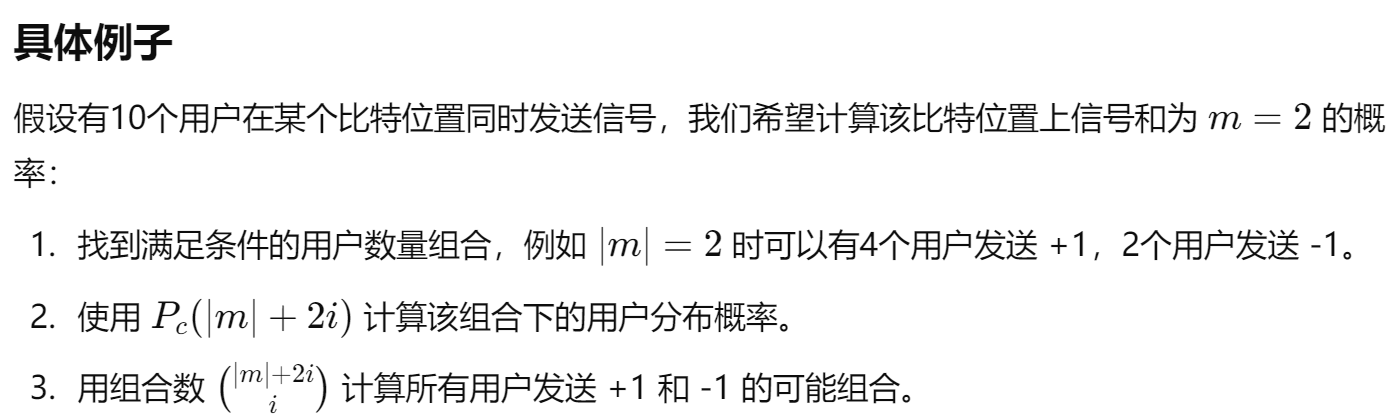 具体例子
假设有10个用户在某个比特位置同时发送信号，我们希望计算该比特位置上信号和为 m = 2 的概
率：
1. 找到满足条件的用户数量组合，例如 |m| = 2 时可以有4个用户发送 +1，2个用户发送 -1。
2. 使用 P_c(|m| + 2i) 计算该组合下的用户分布概率。
3. 用组合数 \binom{|m|+2i}{i} 计算所有用户发送 +1 和 -1 的可能组合。